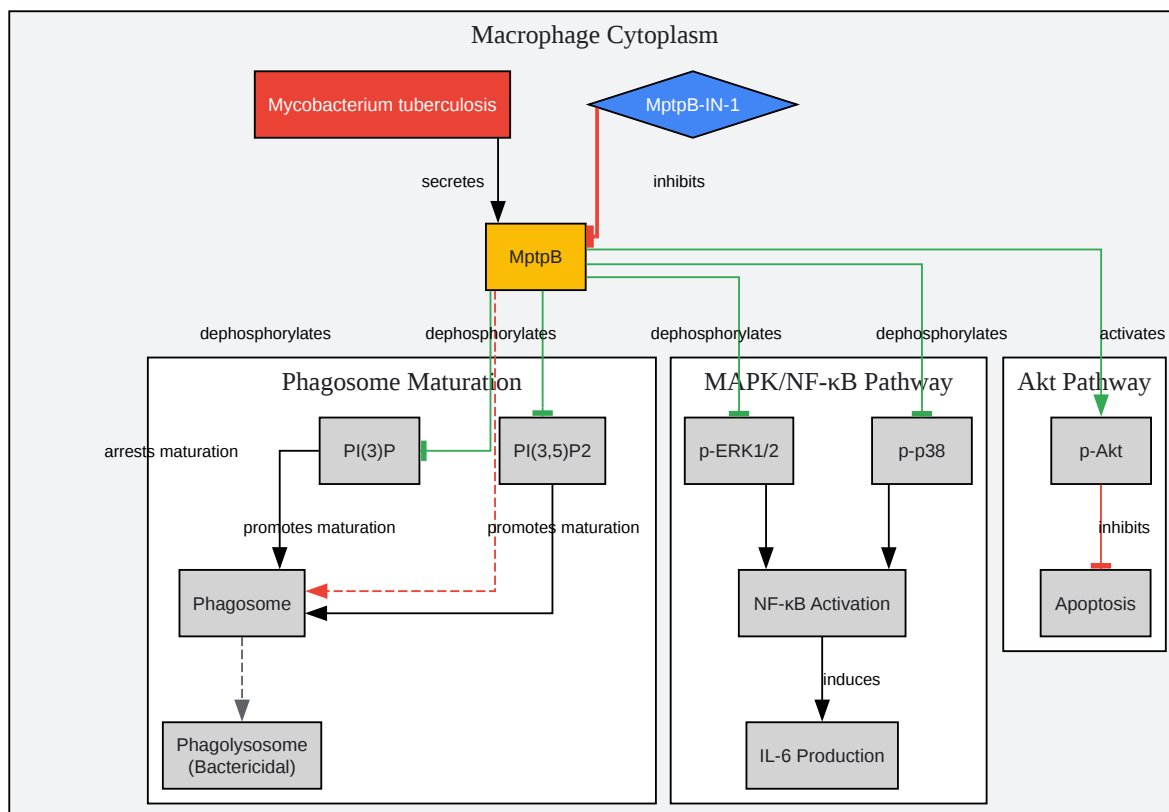 Macrophage Cytoplasm
Mycobacterium tuberculosis
MptpB-IN-1
secretes
inhibits
MptpB
dephosphorylates
dephosphorylates
dephosphorylates
dephosphorylates
activates
Phagosome Maturation
MAPK/NF-κB Pathway
Akt Pathway
arrests maturation
PI(3)P
PI(3,5)P2
p-ERK1/2
p-p38
p-Akt
promotes maturation
promotes maturation
inhibits
Phagosome
NF-κB Activation
Apoptosis
induces
Phagolysosome
(Bactericidal)
IL-6 Production